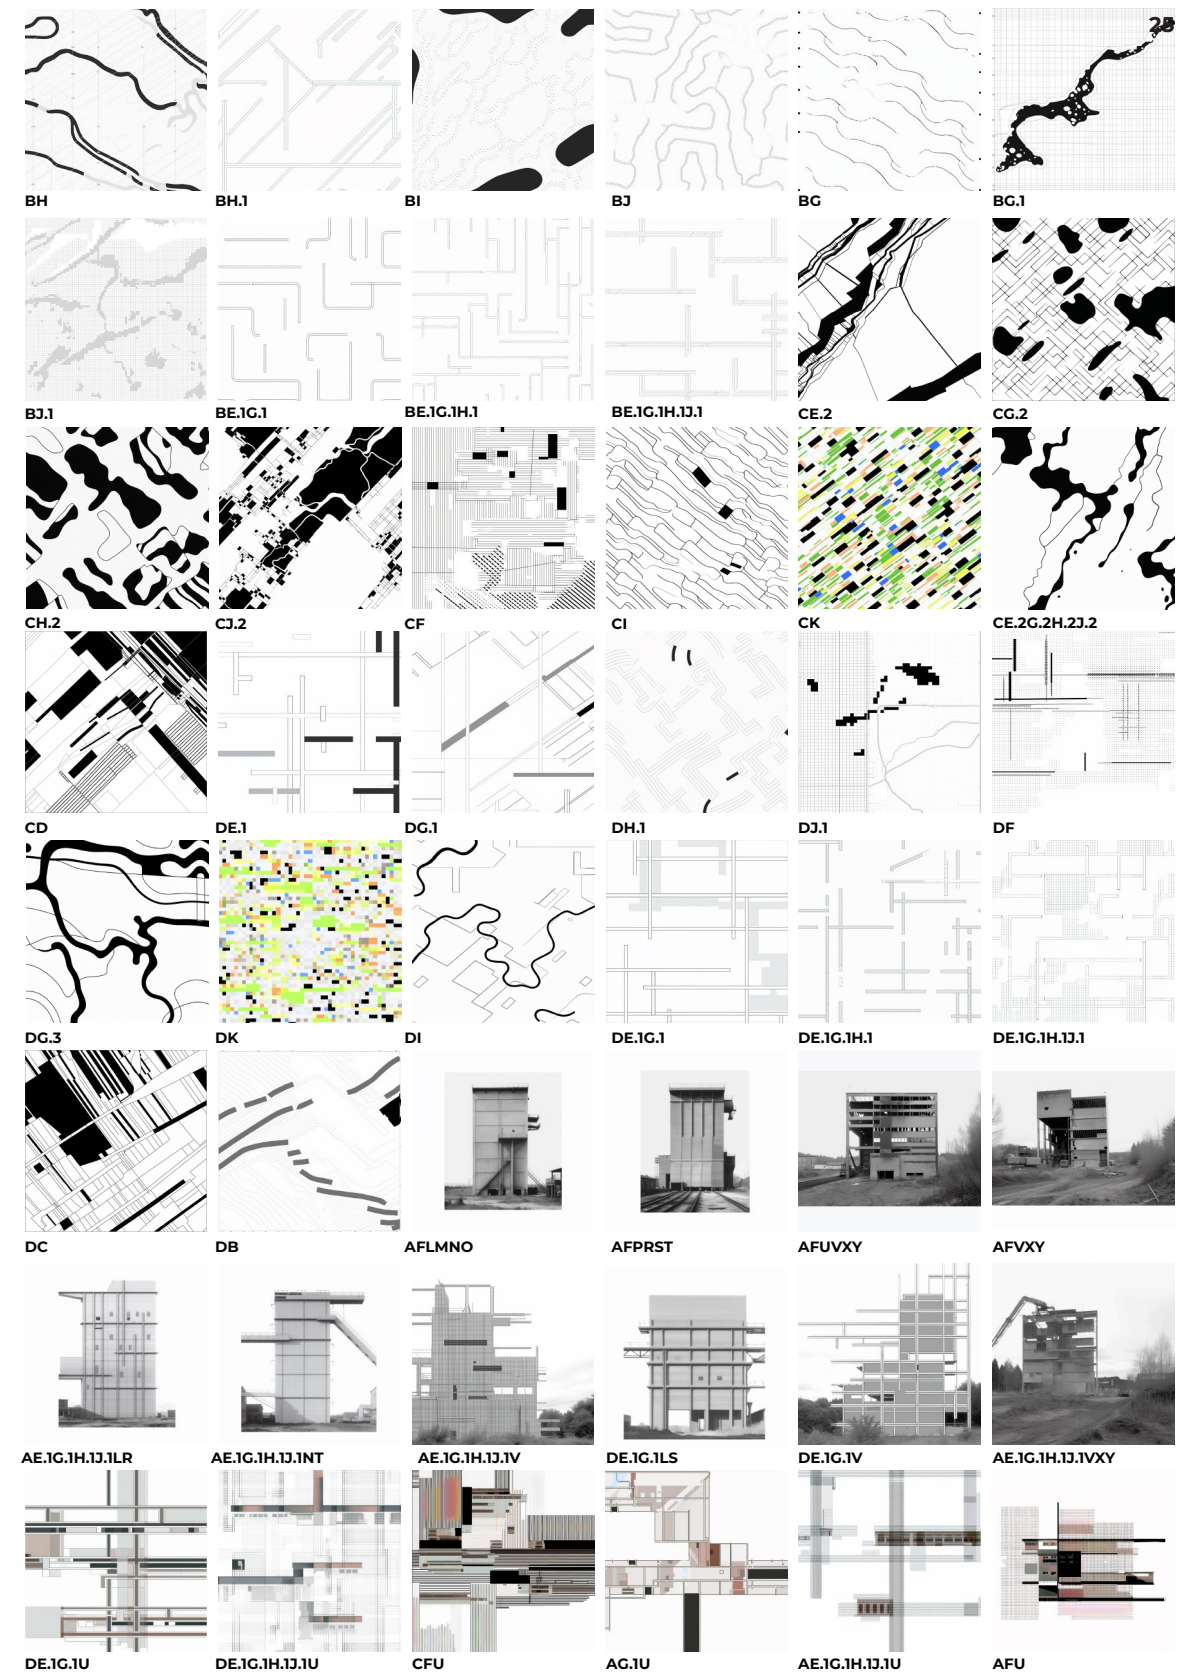 25
BH BH.1 BI BJ BG BG.1
BJ.1 BE.1G.1 BE.1G.1H.1 BE.1G.1H.1J.1 CE.2 CG.2
CH.2 CJ.2 CF CI CK CE.2G.2H.2J.2
CD DE.1 DG.1 DH.1 DJ.1 DF
DG.3 DK DI DE.1G.1 DE.1G.1H.1 DE.1G.1H.1J.1
DC DB AFLMNO AFPRST AFUVXY AFVXY
AE.1G.1H.1J.1LR AE.1G.1H.1J.1NT AE.1G.1H.1J.1V DE.1G.1LS DE.1G.1V AE.1G.1H.1J.1VXY
DE.1G.1U DE.1G.1H.1J.1U CFU AG.1U AE.1G.1H.1J.1U AFU